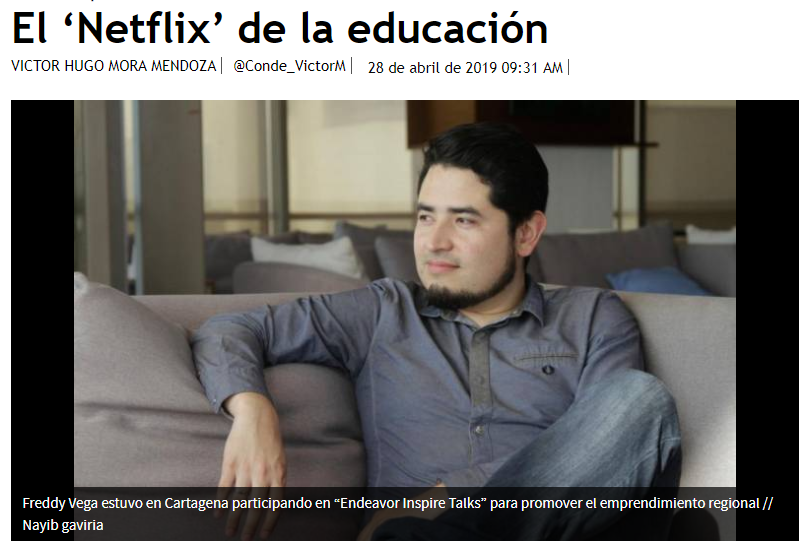 El ‘Netflix’ de la educación
VICTOR HUGO MORA MENDOZA | @Conde_VictorM | 28 de abril de 2019 09:31 AM |
Freddy Vega estuvo en Cartagena participando en “Endeavor Inspire Talks” para promover el emprendimiento regional //
Nayib gaviria